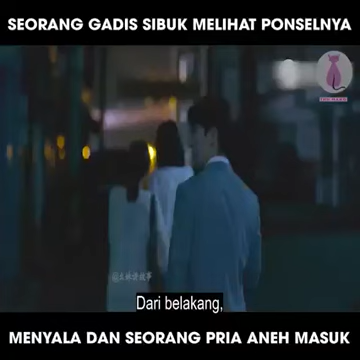 SEORANG GADIS SIBUK MELIHAT PONSELNYA
Dari belakang,
MENYALA DAN SEORANG PRIA ANEH MASUK